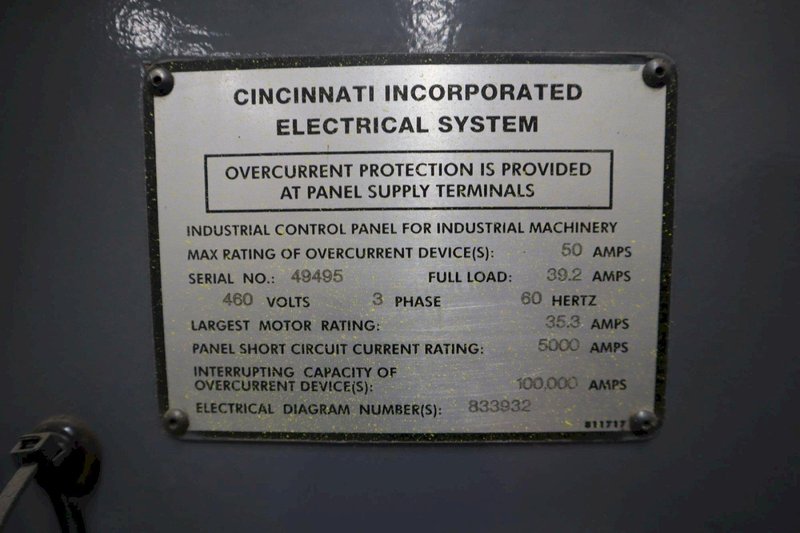 CINCINNATI INCORPORATED
ELECTRICAL SYSTEM
OVERCURRENT PROTECTION IS PROVIDED
AT PANEL SUPPLY TERMINALS
INDUSTRIAL CONTROL PANEL FOR INDUSTRIAL MACHINERY
MAX RATING OF OVERCURRENT DEVICE(S): 50 AMPS
SERIAL NO.: 49495 FULL LOAD: 39.2 AMPS
460 VOLTS 3 PHASE 60 HERTZ
LARGEST MOTOR RATING: 35.3 AMPS
PANEL SHORT CIRCUIT CURRENT RATING: 5000 AMPS
INTERRUPTING CAPACITY OF
OVERCURRENT DEVICE(S): 100,000 AMPS
ELECTRICAL DIAGRAM NUMBER(S): 833932
811717